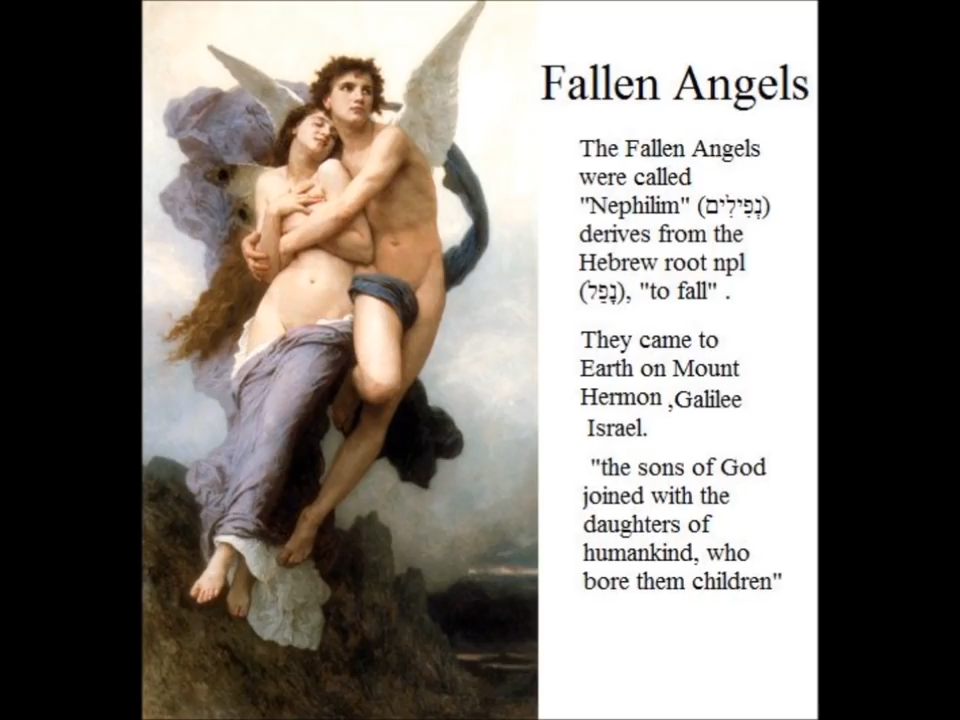 Fallen Angels
The Fallen Angels
were called
"Nephilim" (נְפִילִים)
derives from the
Hebrew root npl
(נָפַל), "to fall" .
They came to
Earth on Mount
Hermon ,Galilee
Israel.
"the sons of God
joined with the
daughters of
humankind, who
bore them children"